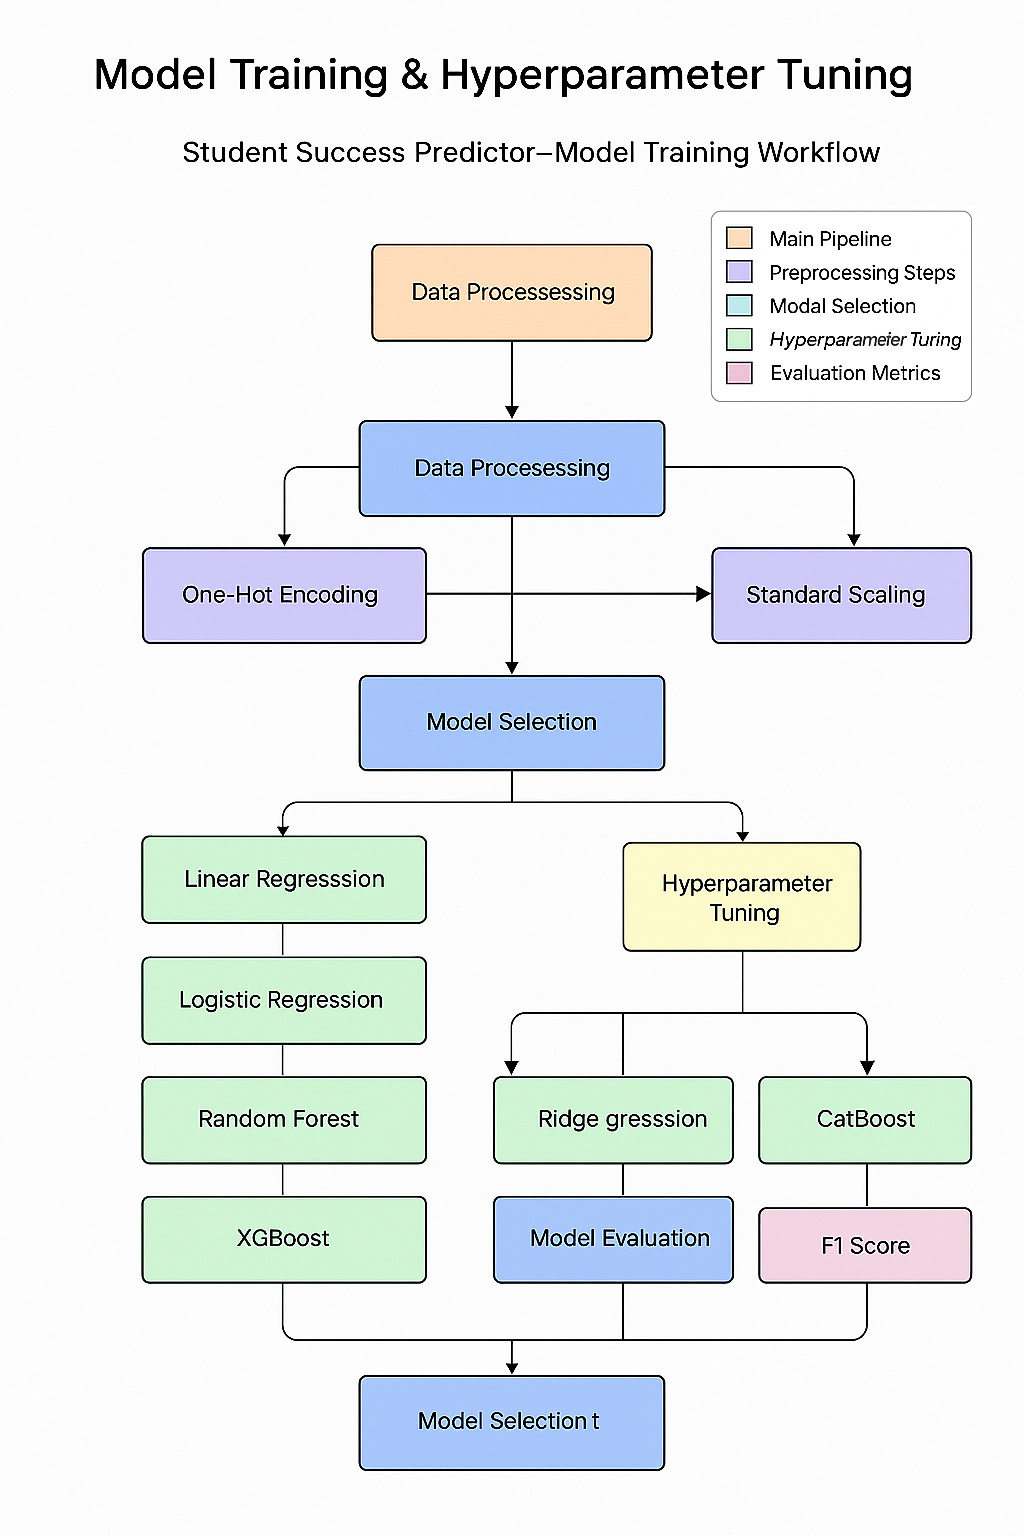 Model Training & Hyperparameter Tuning
Student Success Predictor–Model Training Workflow
Main Pipeline
Preprocessing Steps
Modal Selection
Hyperparameier Turing
Evaluation Metrics
Data Processessing
Data Procesessing
One-Hot Encoding
Standard Scaling
Model Selection
Linear Regresssion
Hyperparameter
Tuning
Logistic Regression
Random Forest
Ridge gresssion
CatBoost
XGBoost
Model Evaluation
F1 Score
Model Selection t